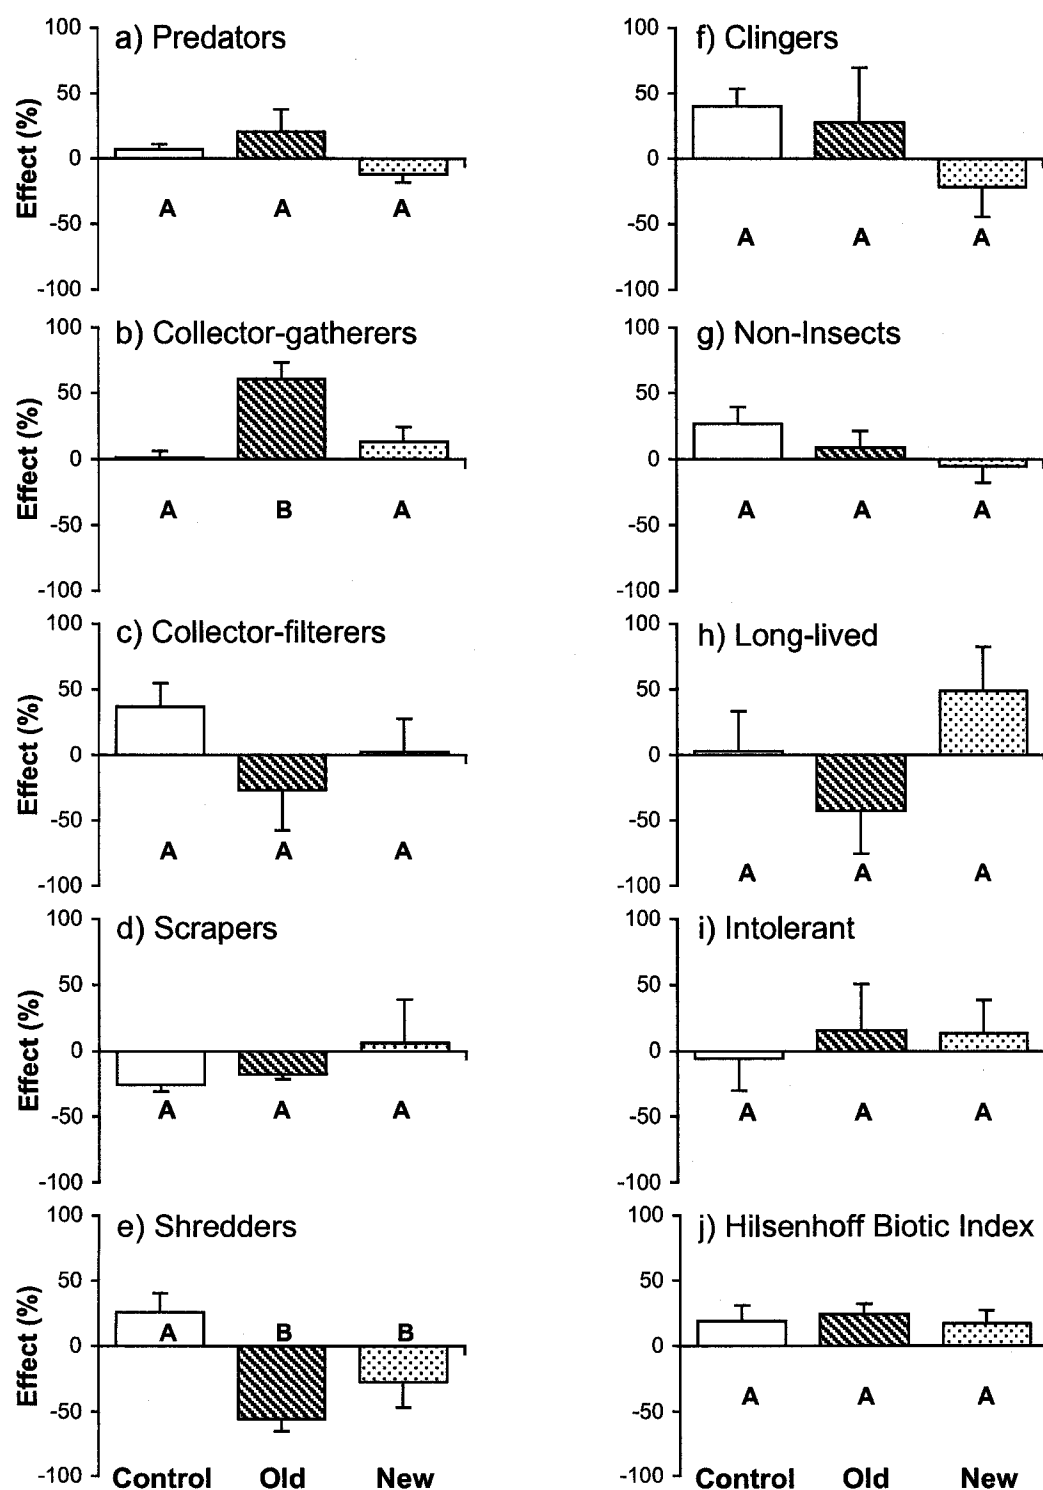 a) Predators
100
50
0
-50
-100
Effect (%)
A A A
b) Collector-gatherers
100
50
0
-50
-100
Effect (%)
A B A
c) Collector-filterers
100
50
0
-50
-100
Effect (%)
A A A
d) Scrapers
100
50
0
-50
-100
Effect (%)
A A A
e) Shredders
100
50
0
-50
-100
Effect (%)
A B B
Control Old New
f) Clingers
100
50
0
-50
-100
A A A
g) Non-Insects
100
50
0
-50
-100
A A A
h) Long-lived
100
50
0
-50
-100
A A A
i) Intolerant
100
50
0
-50
-100
A A A
j) Hilsenhoff Biotic Index
100
50
0
-50
-100
A A A
Control Old New